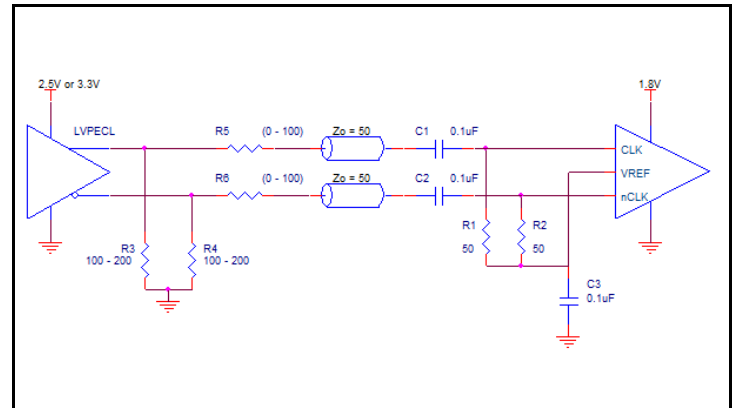 2.5V or 3.3V
1.8V
LVPECL
R5 (0 - 100) Zo = 50 C1 0.1uF
CLK
VREF
R6 (0 - 100) Zo = 50 C2 0.1uF
nCLK
R1 R2
50 50
R3 R4
100 - 200 100 - 200
C3
0.1uF